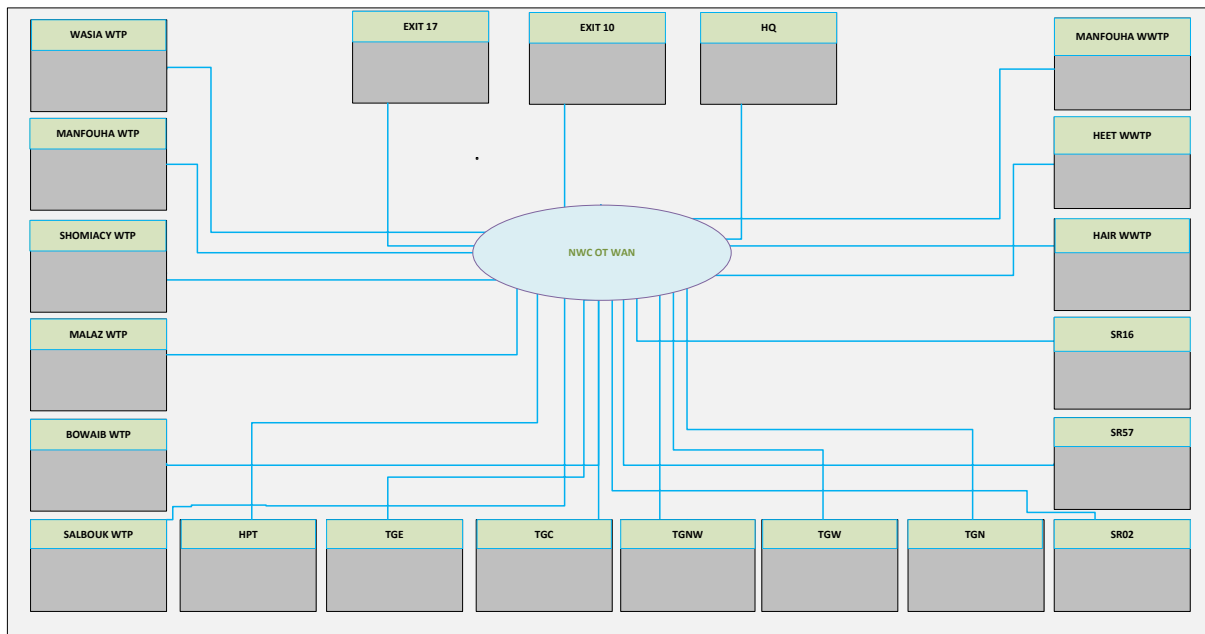 WASIA WTP
EXIT 17
EXIT 10
HQ
MANFOUHA WWTP
MANFOUHA WTP
HEET WWTP
SHOMIACY WTP
NWC OT WAN
HAIR WWTP
MALAZ WTP
SR16
BOWAIB WTP
SR57
SALBOUK WTP
HPT
TGE
TGC
TGNW
TGW
TGN
SR02